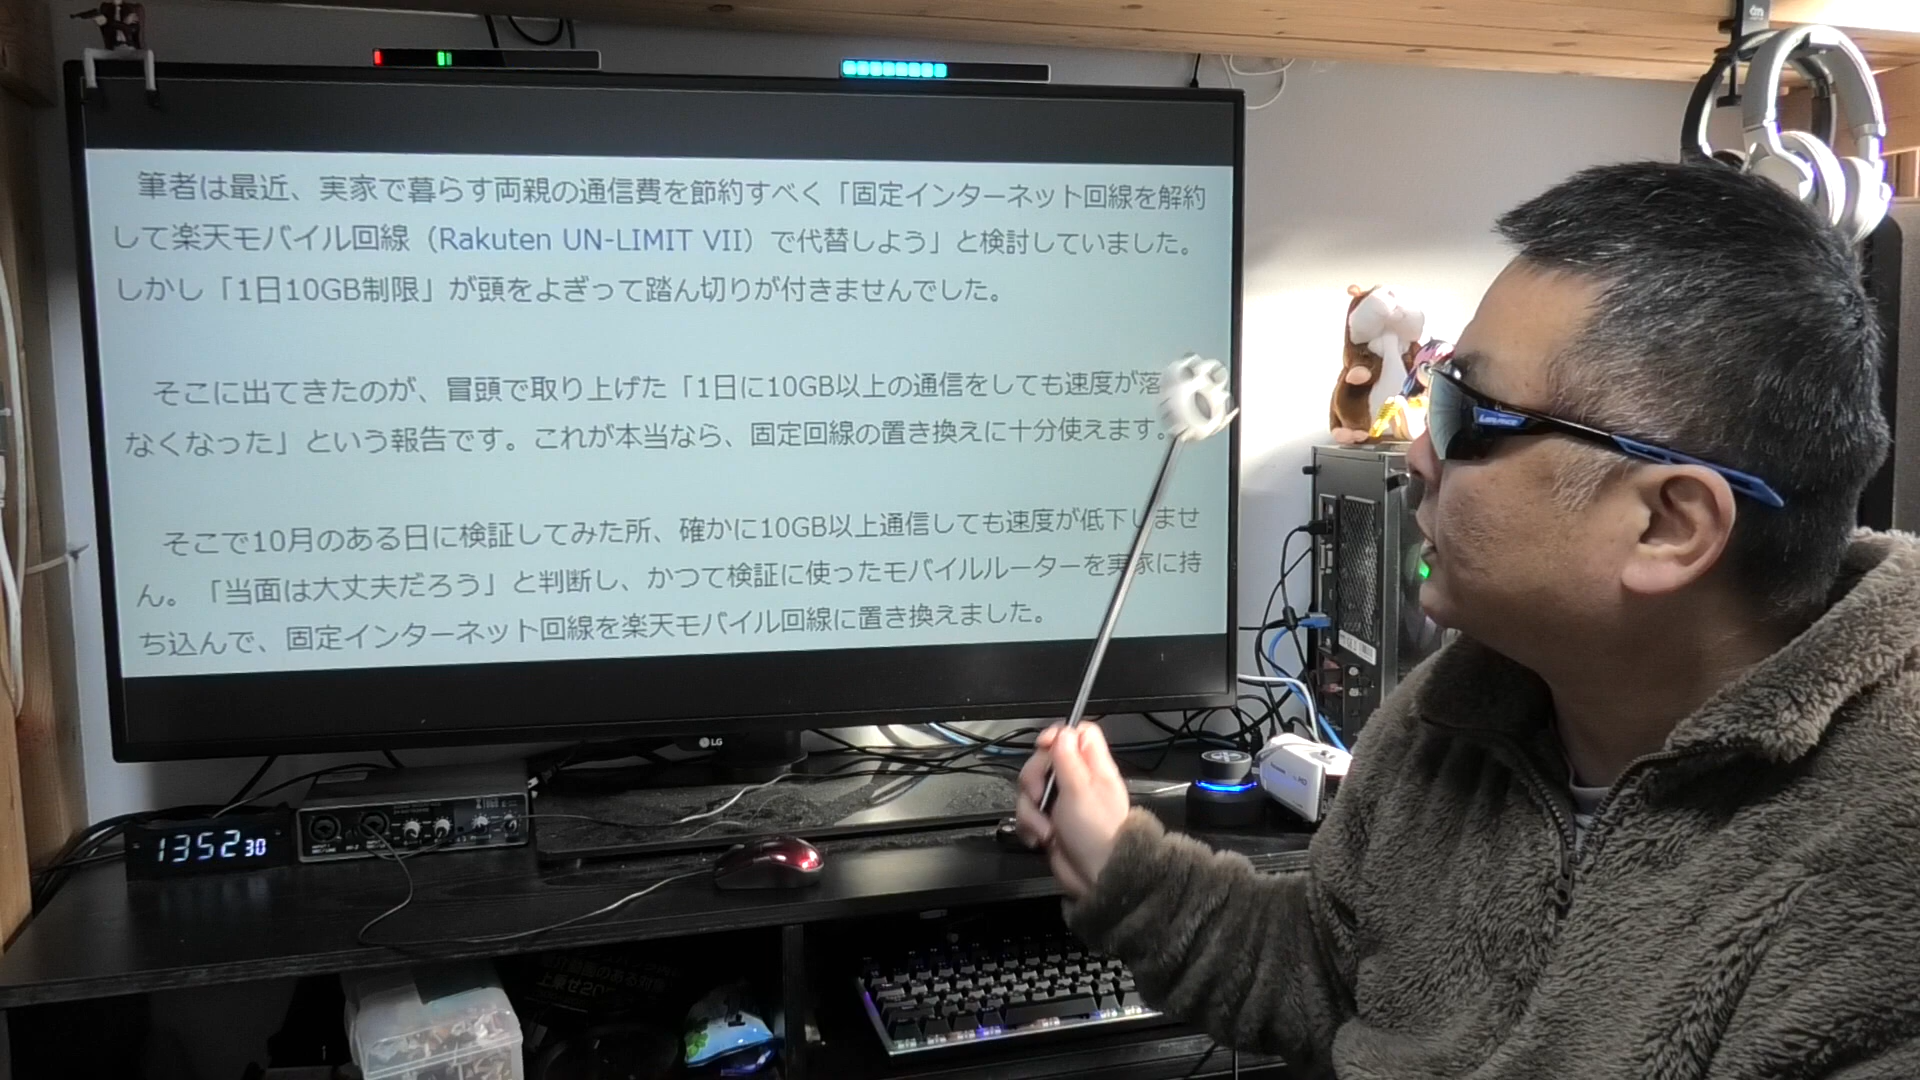 筆者は最近、実家で暮らす両親の通信費を節約すべく「固定インターネット回線を解約
して楽天モバイル回線（Rakuten UN-LIMIT VII）で代替しよう」と検討していました。
しかし「1日10GB制限」が頭をよぎって踏ん切りが付きませんでした。
そこに出てきたのが、冒頭で取り上げた「1日に10GB以上の通信をしても速度が落
なくなった」という報告です。これが本当なら、固定回線の置き換えに十分使えます。
そこで10月のある日に検証してみた所、確かに10GB以上通信しても速度が低下しませ
ん。「当面は大丈夫だろう」と判断し、かつて検証に使ったモバイルルーターを実家に持
ち込んで、固定インターネット回線を楽天モバイル回線に置き換えました。
LG
1352 30